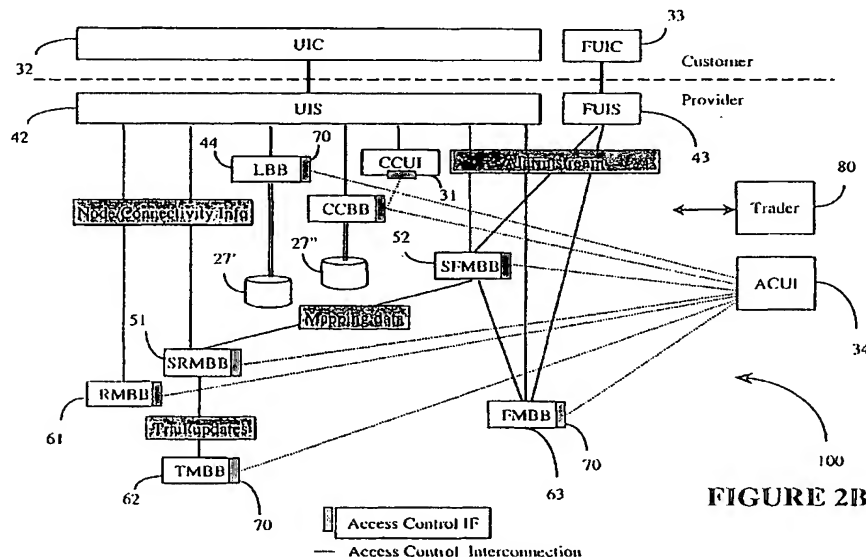 UIC
FUIC
33
32
Customer
Provider
UIS
FUIS
42
43
44
70
LBB
CCUI
31
Node/Connectivity Info
CCBB
52
80
Trader
27'
27"
SFMBB
ACUI
Mapping data
51
34
SRMBB
RMBB
61
FMBB
TMBB
62
70
63
70
100
FIGURE 2B
Access Control IF
Access Control Interconnection